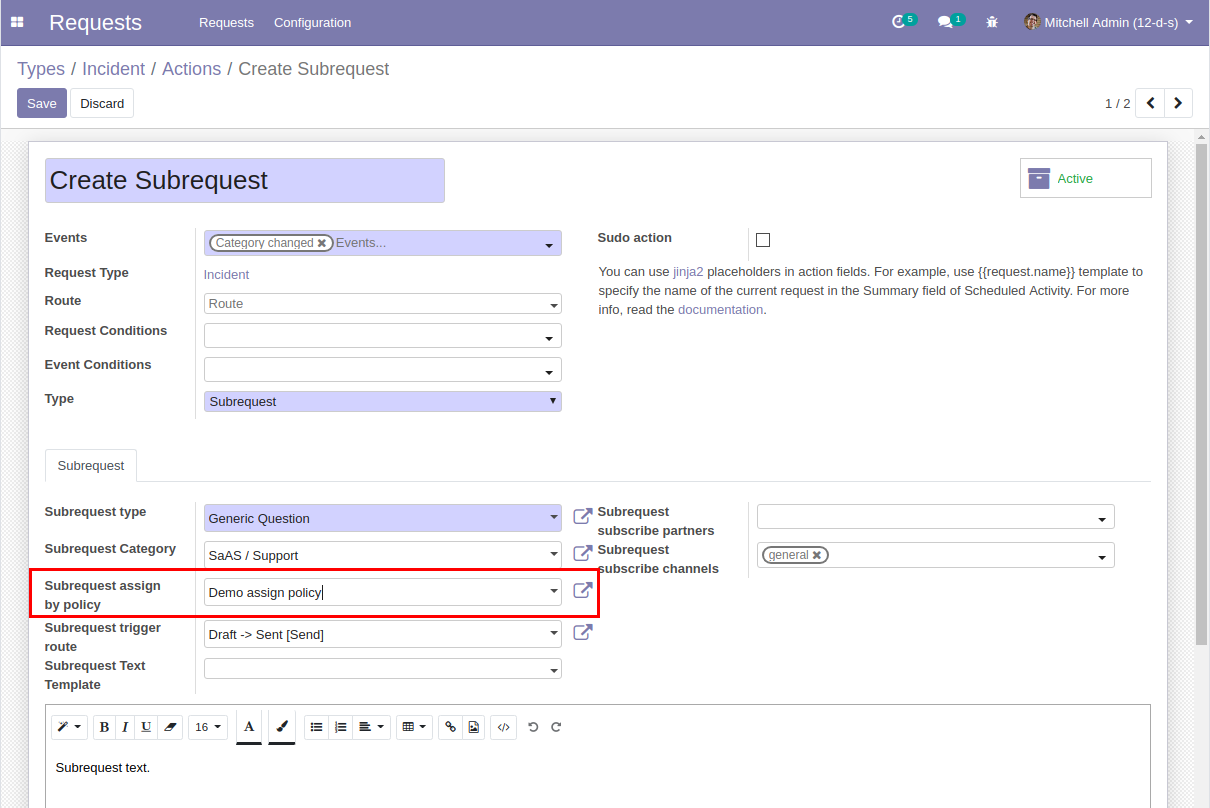 Requests
Requests Configuration
5
1
Mitchell Admin (12-d-s)
Types / Incident / Actions / Create Subrequest
Save Discard
1 / 2
Create Subrequest
Active
Events
Category changed Events...
Request Type
Incident
Route
Route
Request Conditions
Event Conditions
Type
Subrequest
Sudo action
You can use jinja2 placeholders in action fields. For example, use {{request.name}} template to
specify the name of the current request in the Summary field of Scheduled Activity. For more
info, read the documentation.
Subrequest
Subrequest type
Generic Question
Subrequest Category
SaAS / Support
Subrequest assign
by policy
Demo assign policy
Subrequest trigger
route
Draft -> Sent [Send]
Subrequest Text
Template
Subrequest
subscribe partners
Subrequest
subscribe channels
general
B I U 16 A </>
Subrequest text.